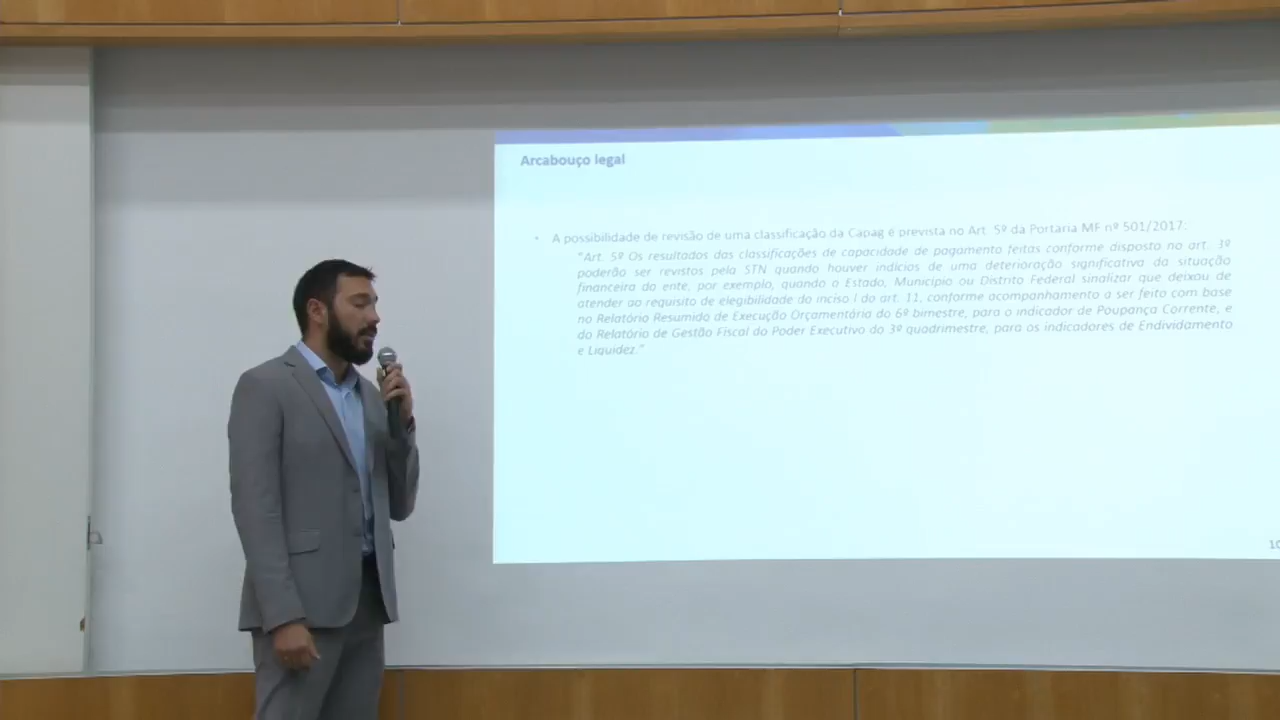 Arcabouço legal
• A possibilidade de revisão de uma classificação da Capag é prevista no Art. 5º da Portaria MF nº 501/2017:
"Art. 5º Os resultados das classificações de capacidade de pagamento feitas conforme disposto no art. 3º
poderão ser revistos pela STN quando houver indícios de uma deterioração significativa da situação
financeira do ente, por exemplo, quando o Estado, Município ou Distrito Federal sinalizar que deixou de
atender ao requisito de elegibilidade do inciso I do art. 11, conforme acompanhamento a ser feito com base
no Relatório Resumido de Execução Orçamentária do 6º bimestre, para o indicador de Poupança Corrente, e
do Relatório de Gestão Fiscal do Poder Executivo do 3º quadrimestre, para os indicadores de Endividamento
e Liquidez."
10